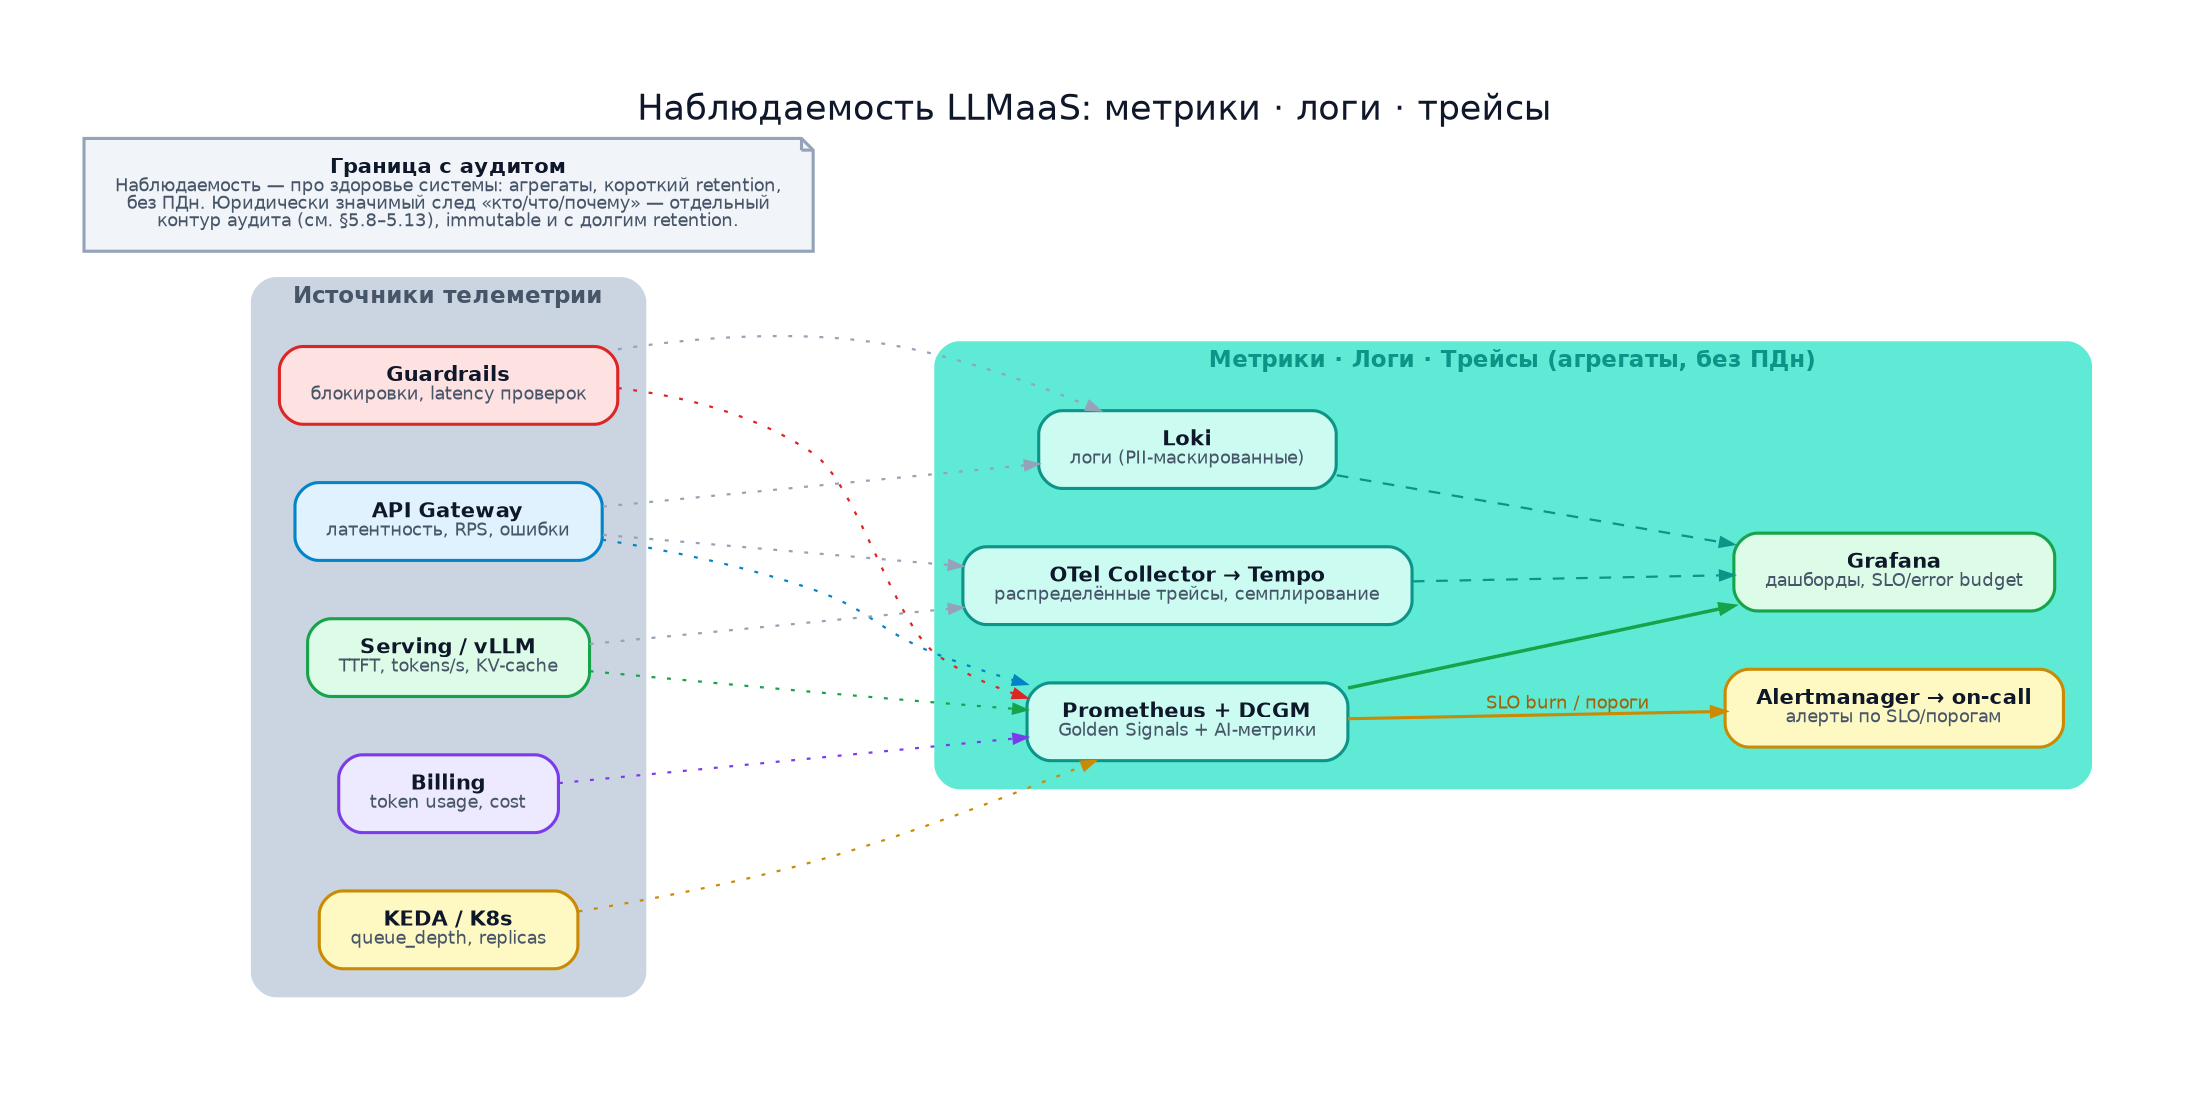 Наблюдаемость LLMaaS: метрики · логи · трейсы
Граница с аудитом
Наблюдаемость — про здоровье системы: агрегаты, короткий retention,
без ПДн. Юридически значимый след «кто/что/почему» — отдельный
контур аудита (см. §5.8–5.13), immutable и с долгим retention.
Источники телеметрии
Guardrails
блокировки, latency проверок
API Gateway
латентность, RPS, ошибки
Serving / vLLM
TTFT, tokens/s, KV-cache
Billing
token usage, cost
KEDA / K8s
queue_depth, replicas
Метрики · Логи · Трейсы (агрегаты, без ПДн)
Loki
логи (PII-маскированные)
OTel Collector → Tempo
распределённые трейсы, семплирование
Prometheus + DCGM
Golden Signals + AI-метрики
Grafana
дашборды, SLO/error budget
SLO burn / пороги
Alertmanager → on-call
алерты по SLO/порогам